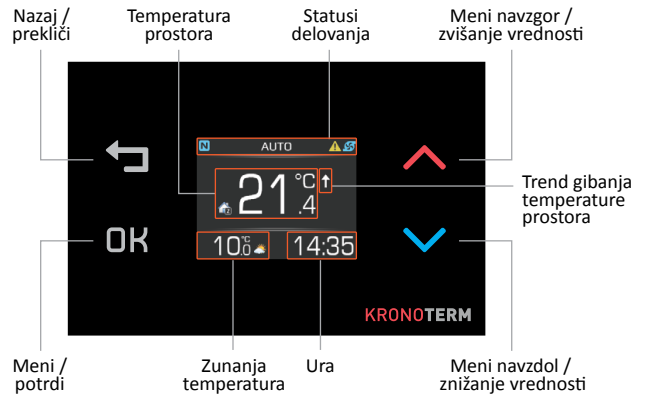 Nazaj /
prekliči
Temperatura
prostora
Statusi
delovanja
Meni navzgor /
zvišanje vrednosti
N
AUTO
21
°C
.4
2
Trend gibanja
temperature
prostora
OK
10
°C
.0
14:35
KRONOTERM
Meni /
potrdi
Zunanja
temperatura
Ura
Meni navzdol /
znižanje vrednosti